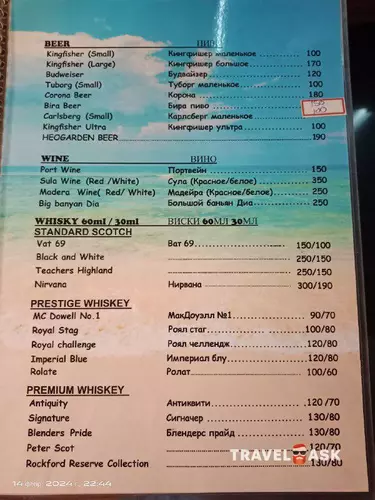 BEER ПИВО
Kingfisher (Small) Кингфишер маленькое 100
Kingfisher (Large) Кингфишер большое 170
Budweiser Будвайзер 120
Tuborg (Small) Туборг маленькое 100
Corona Beer Корона 180
Bira Beer Бира пиво 150
Carlsberg (Small) Карлсберг маленькое 100
Kingfisher Ultra Кингфишер ультра 100
HEOGARDEN BEER 190
WINE ВИНО
Port Wine Портвейн 150
Sula Wine (Red/White) Сула (Красное/белое) 350
Madera Wine( Red/ White) Мадейра (Красное/белое) 250
Big banyan Dia Большой баньян Диа 250
WHISKY 60ml / 30ml ВИСКИ 60МЛ 30МЛ
STANDARD SCOTCH
Vat 69 Ват 69 150/100
Black and White 250/150
Teachers Highland 250/150
Nirvana Нирвана 300/190
PRESTIGE WHISKEY
MC Dowell No.1 МакДоуэлл №1 90/70
Royal Stag Роял стаг 100/80
Royal challenge Роял челлендж 120/80
Imperial Blue Империал блу 120/80
Rolate Ролат 100/60
PREMIUM WHISKEY
Antiquity Антиквити 120/70
Signature Сигначер 130/80
Blenders Pride Блендерс прайд 130/80
Peter Scot 120/70
Rockford Reserve Collection 130/80
TRAVEL ASK
14 февр. 2024 г., 22:44